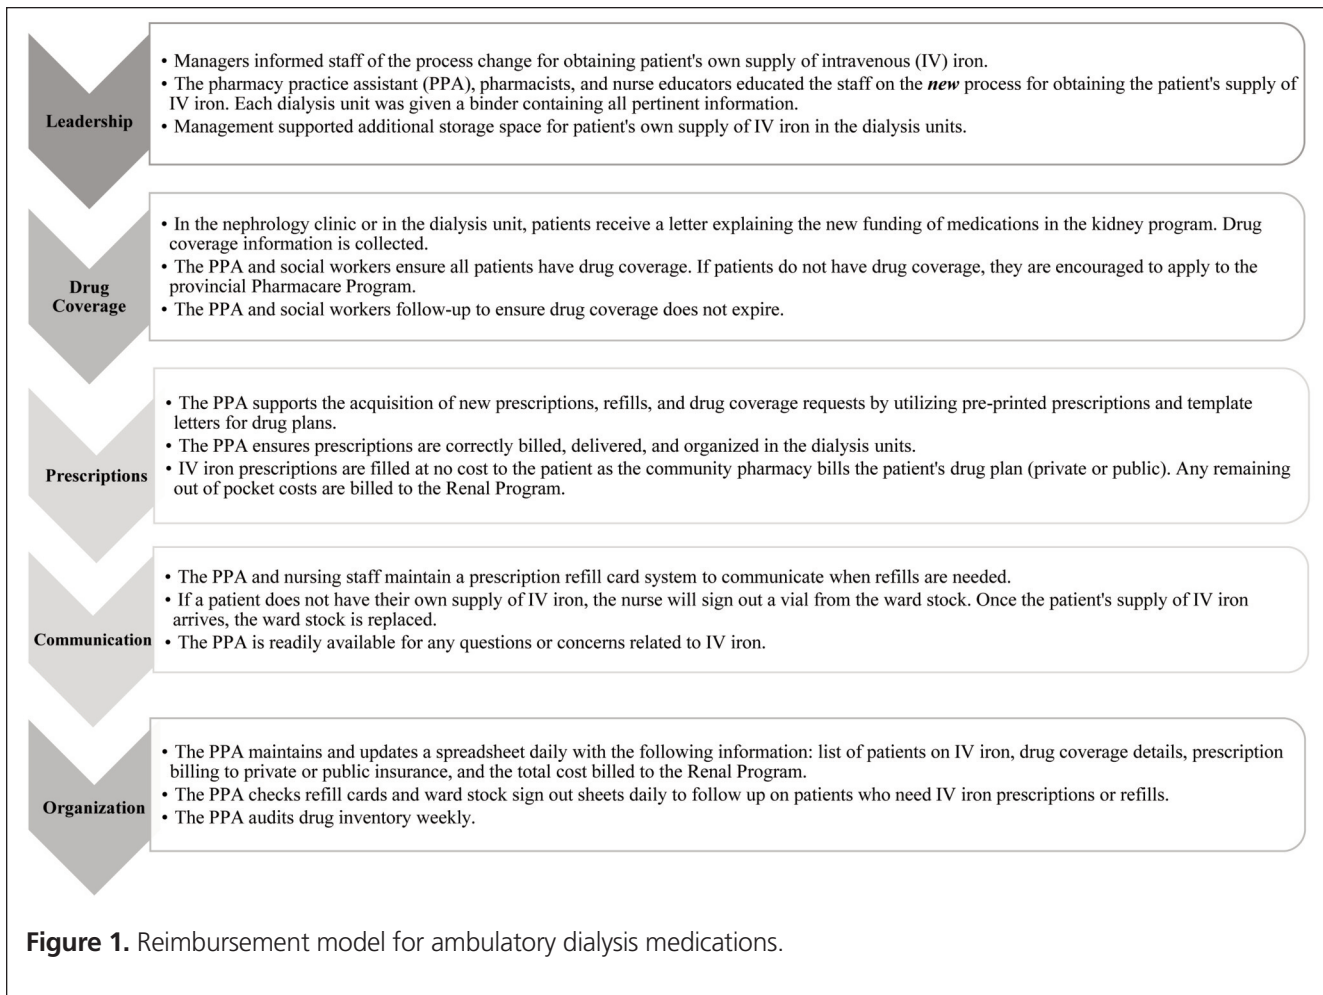 Leadership
• Managers informed staff of the process change for obtaining patient's own supply of intravenous (IV) iron.
• The pharmacy practice assistant (PPA), pharmacists, and nurse educators educated the staff on the new process for obtaining the patient's supply of
IV iron. Each dialysis unit was given a binder containing all pertinent information.
• Management supported additional storage space for patient's own supply of IV iron in the dialysis units.
Drug
Coverage
• In the nephrology clinic or in the dialysis unit, patients receive a letter explaining the new funding of medications in the kidney program. Drug
coverage information is collected.
• The PPA and social workers ensure all patients have drug coverage. If patients do not have drug coverage, they are encouraged to apply to the
provincial Pharmacare Program.
• The PPA and social workers follow-up to ensure drug coverage does not expire.
Prescriptions
• The PPA supports the acquisition of new prescriptions, refills, and drug coverage requests by utilizing pre-printed prescriptions and template
letters for drug plans.
• The PPA ensures prescriptions are correctly billed, delivered, and organized in the dialysis units.
• IV iron prescriptions are filled at no cost to the patient as the community pharmacy bills the patient's drug plan (private or public). Any remaining
out of pocket costs are billed to the Renal Program.
Communication
• The PPA and nursing staff maintain a prescription refill card system to communicate when refills are needed.
• If a patient does not have their own supply of IV iron, the nurse will sign out a vial from the ward stock. Once the patient's supply of IV iron
arrives, the ward stock is replaced.
• The PPA is readily available for any questions or concerns related to IV iron.
Organization
• The PPA maintains and updates a spreadsheet daily with the following information: list of patients on IV iron, drug coverage details, prescription
billing to private or public insurance, and the total cost billed to the Renal Program.
• The PPA checks refill cards and ward stock sign out sheets daily to follow up on patients who need IV iron prescriptions or refills.
• The PPA audits drug inventory weekly.
Figure 1. Reimbursement model for ambulatory dialysis medications.